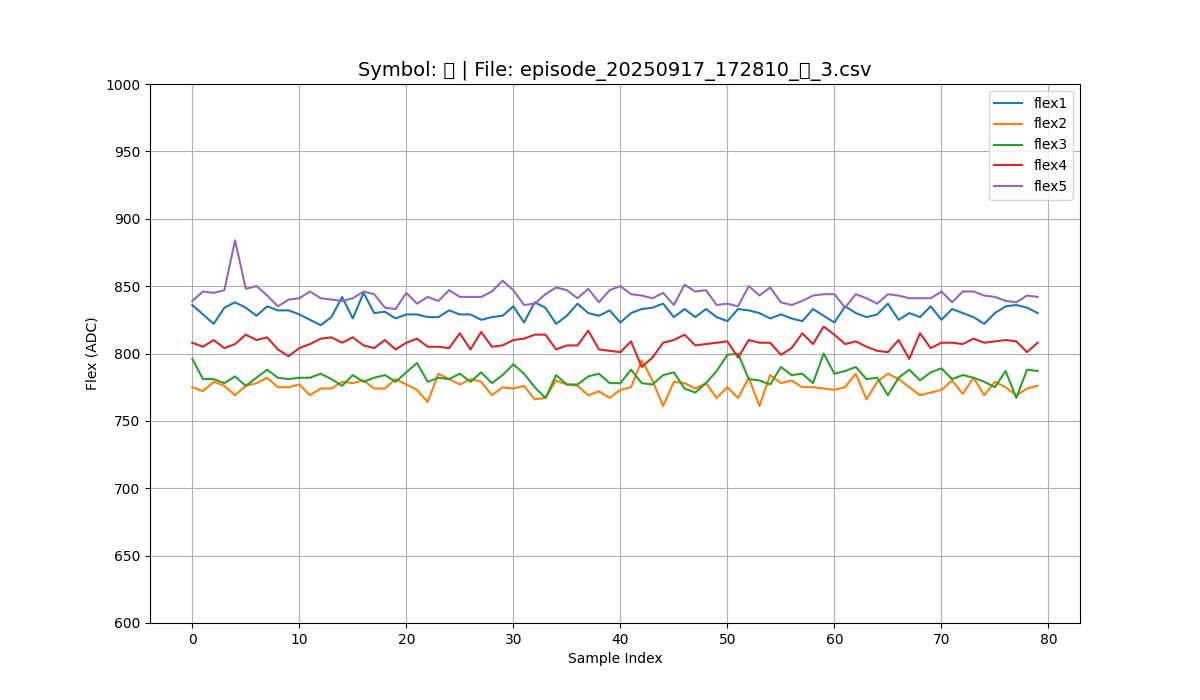 Symbol: ▯ | File: episode_20250917_172810_▯_3.csv
1000
950
900
850
800
750
700
650
600
Flex (ADC)
flex1
flex2
flex3
flex4
flex5
0 10 20 30 40 50 60 70 80
Sample Index